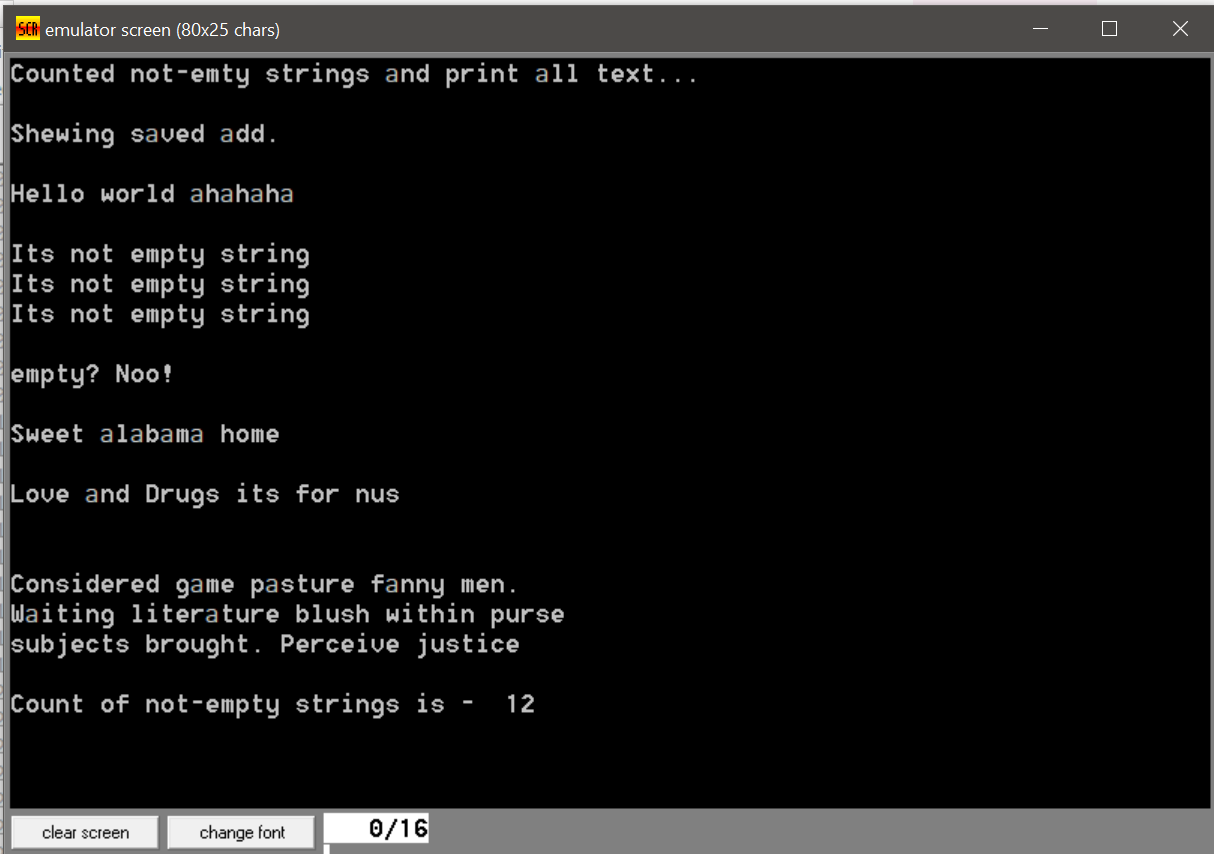 SCR emulator screen (80x25 chars)
Counted not-emty strings and print all text...
Shewing saved add.
Hello world ahahaha
Its not empty string
Its not empty string
Its not empty string
empty? Noo!
Sweet alabama home
Love and Drugs its for nus
Considered game pasture fanny men.
Waiting literature blush within purse
subjects brought. Perceive justice
Count of not-empty strings is -  12
clear screen change font 0/16